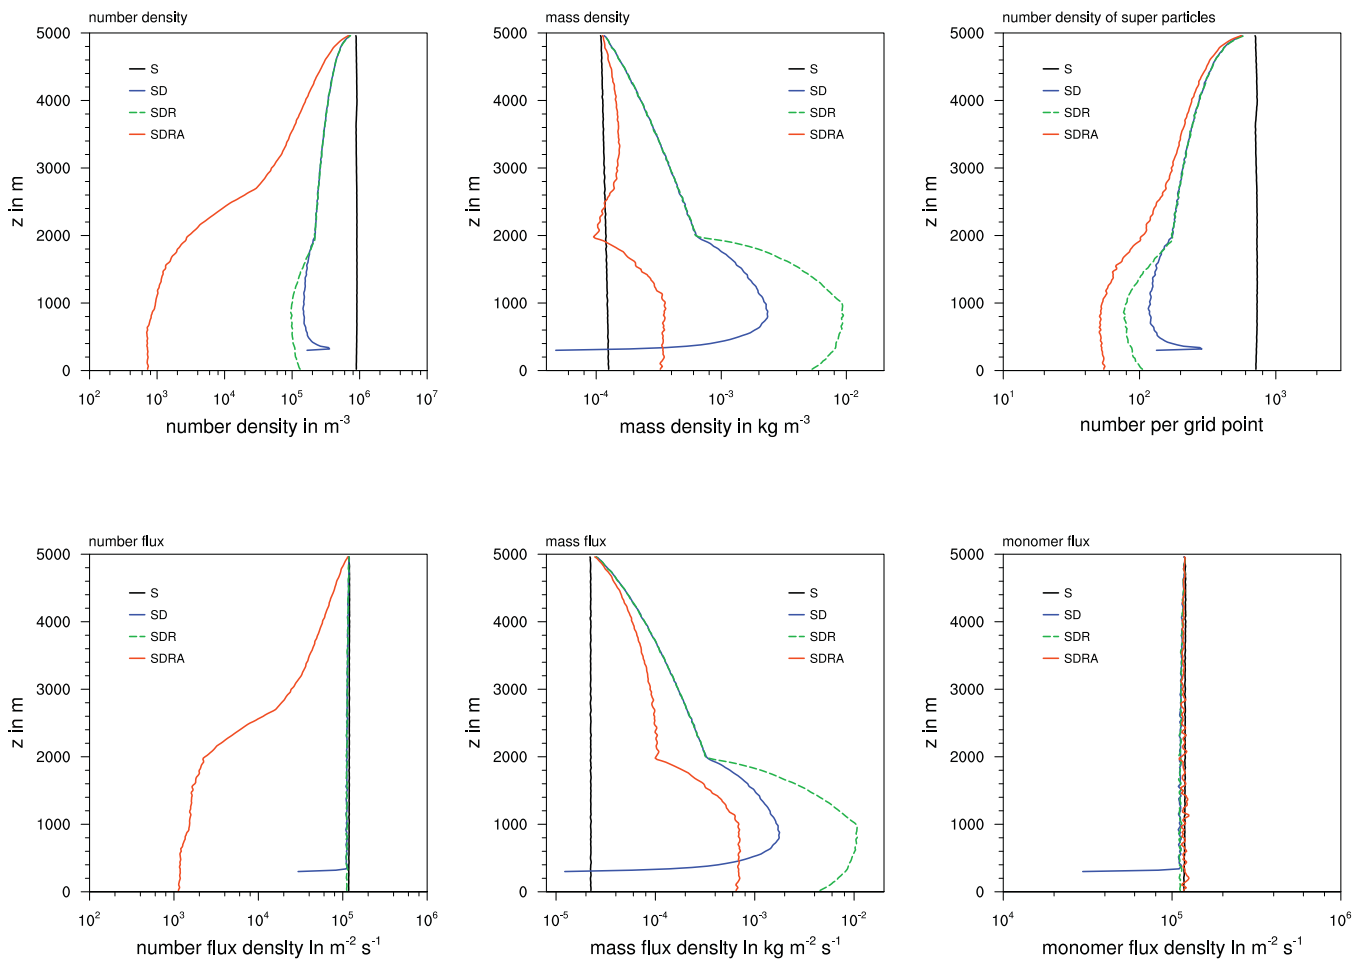 number density
5000
4000
3000
2000
1000
0
z in m
S
SD
SDR
SDRA
10² 10³ 10⁴ 10⁵ 10⁶ 10⁷
number density in m⁻³
mass density
5000
4000
3000
2000
1000
0
z in m
S
SD
SDR
SDRA
10⁻⁴ 10⁻³ 10⁻²
mass density in kg m⁻³
number density of super particles
5000
4000
3000
2000
1000
0
z in m
S
SD
SDR
SDRA
10¹ 10² 10³
number per grid point
number flux
5000
4000
3000
2000
1000
0
z in m
S
SD
SDR
SDRA
10² 10³ 10⁴ 10⁵ 10⁶
number flux density in m⁻² s⁻¹
mass flux
5000
4000
3000
2000
1000
0
z in m
S
SD
SDR
SDRA
10⁻⁵ 10⁻⁴ 10⁻³ 10⁻²
mass flux density in kg m⁻² s⁻¹
monomer flux
5000
4000
3000
2000
1000
0
z in m
S
SD
SDR
SDRA
10⁴ 10⁵ 10⁶
monomer flux density in m⁻² s⁻¹